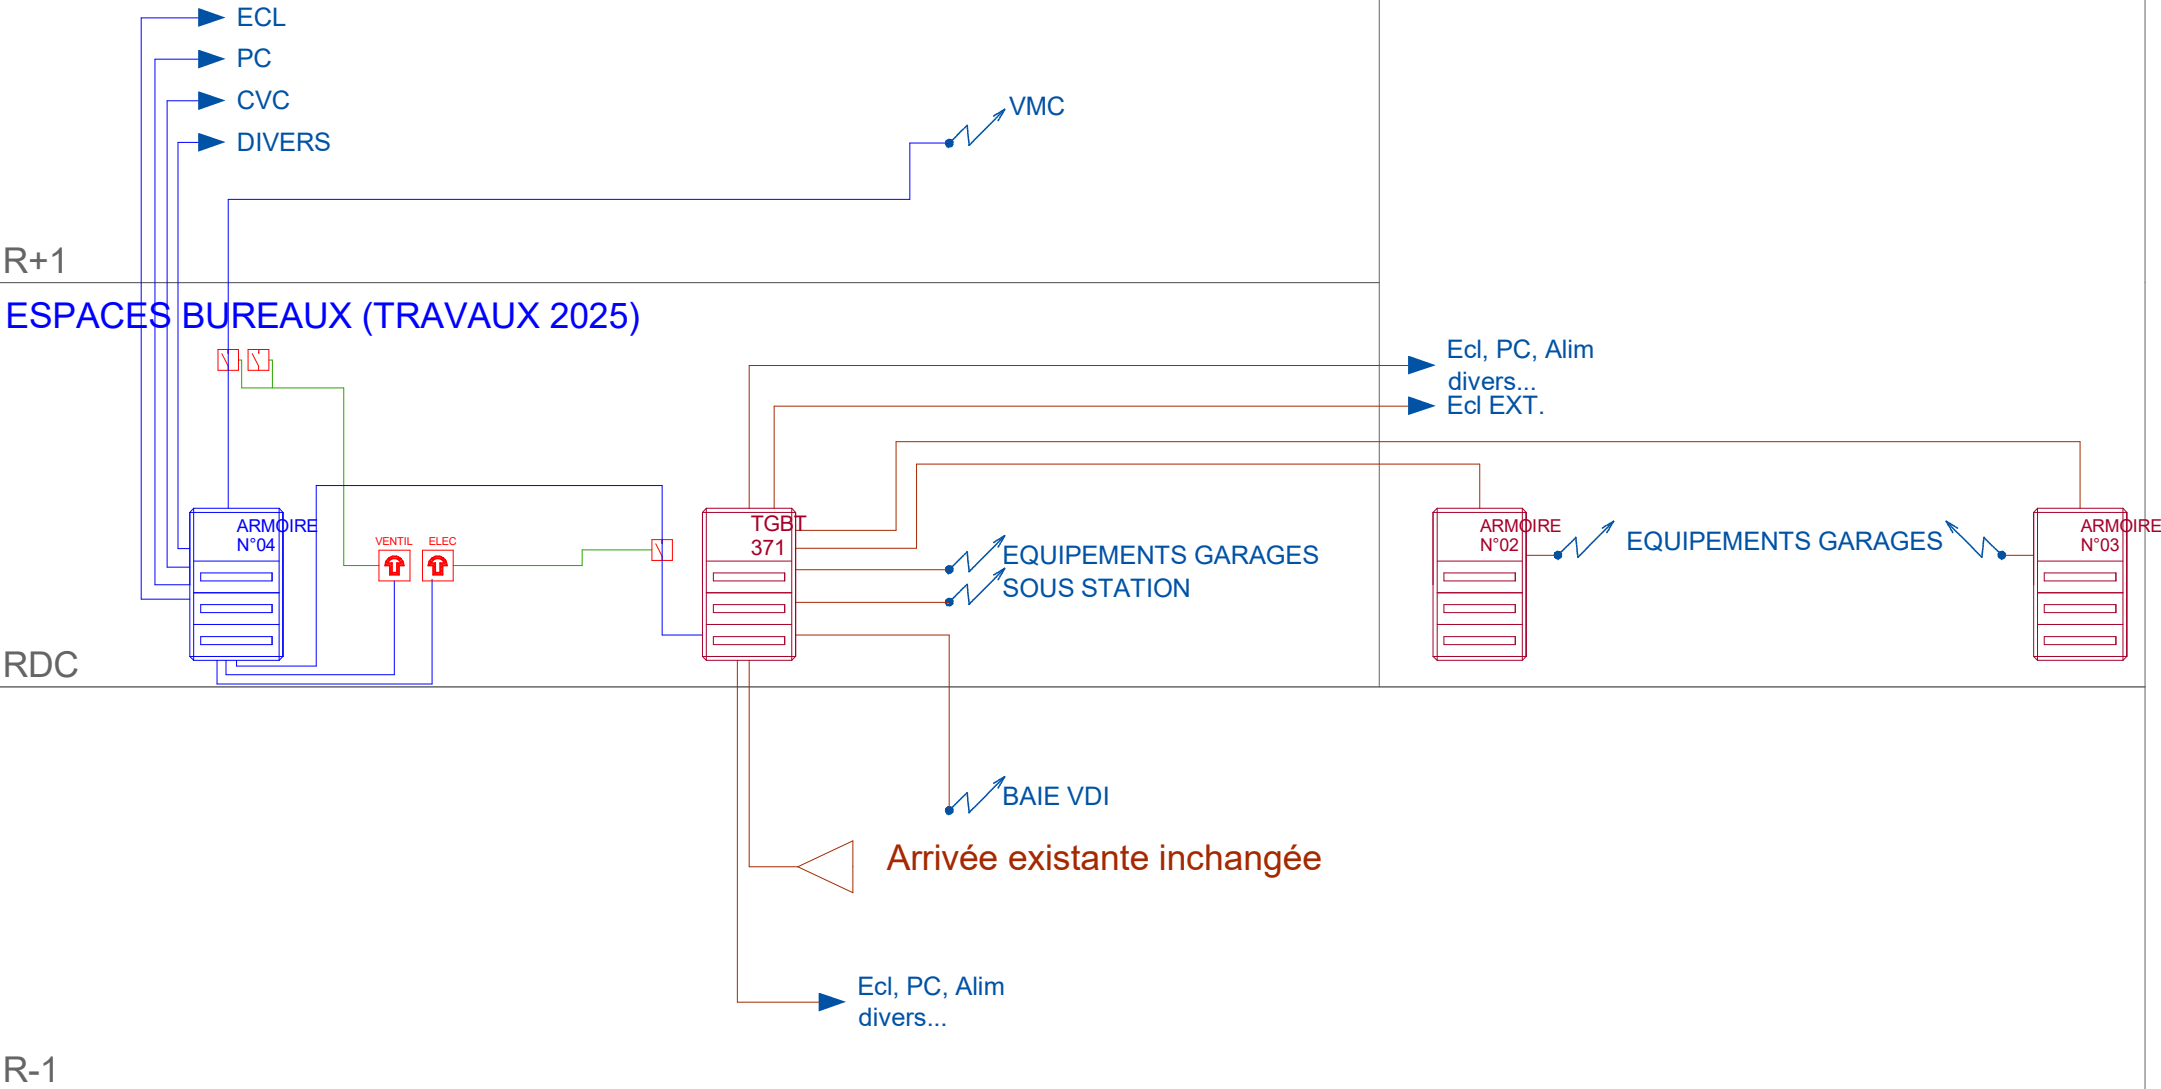 ECL
PC
CVC
DIVERS
VMC
R+1
ESPACES BUREAUX (TRAVAUX 2025)
Ecl, PC, Alim
divers...
Ecl EXT.
ARMOIRE
N°04
VENTIL
ELEC
TGBT
371
EQUIPEMENTS GARAGES
SOUS STATION
ARMOIRE
N°02
EQUIPEMENTS GARAGES
ARMOIRE
N°03
RDC
BAIE VDI
Arrivée existante inchangée
Ecl, PC, Alim
divers...
R-1